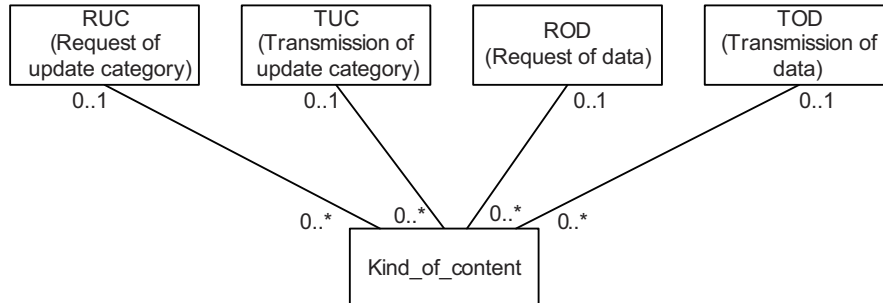 RUC
(Request of
update category)
TUC
(Transmission of
update category)
ROD
(Request of data)
TOD
(Transmission of
data)
0..1
0..1
0..1
0..1
0..*
0..*
0..*
0..*
Kind_of_content